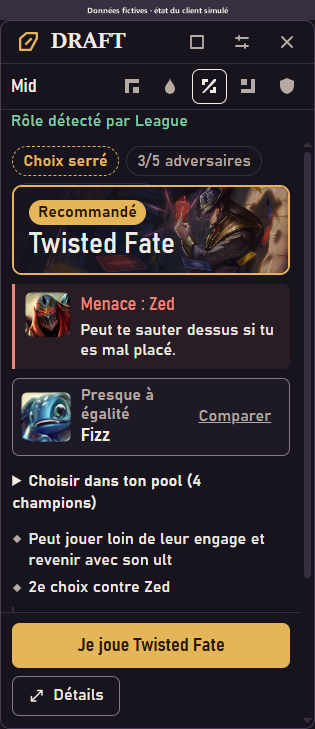 Données fictives · état du client simulé
DRAFT
Mid
Rôle détecté par League
Choix serré
3/5 adversaires
Recommandé
Twisted Fate
Menace : Zed
Peut te sauter dessus si tu
es mal placé.
Presque à
égalité
Fizz
Comparer
Choisir dans ton pool (4
champions)
Peut jouer loin de leur engage et
revenir avec son ult
2e choix contre Zed
Je joue Twisted Fate
Détails